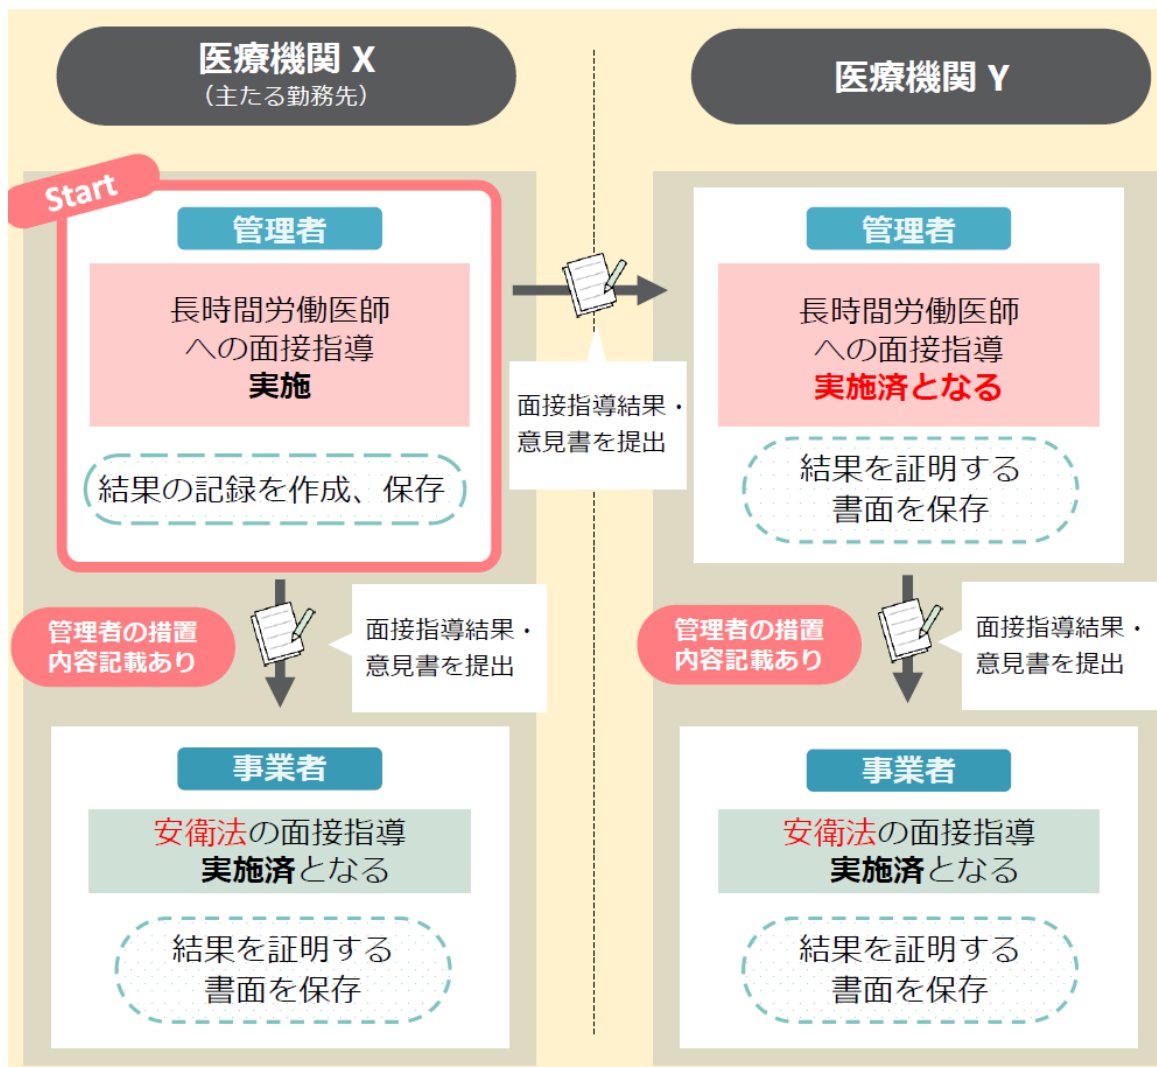 医療機関 X
（主たる勤務先）
医療機関 Y
Start
管理者
長時間労働医師
への面接指導
実施
結果の記録を作成、保存
面接指導結果・
意見書を提出
管理者
長時間労働医師
への面接指導
実施済となる
結果を証明する
書面を保存
管理者の措置
内容記載あり
面接指導結果・
意見書を提出
管理者の措置
内容記載あり
面接指導結果・
意見書を提出
事業者
安衛法の面接指導
実施済となる
結果を証明する
書面を保存
事業者
安衛法の面接指導
実施済となる
結果を証明する
書面を保存